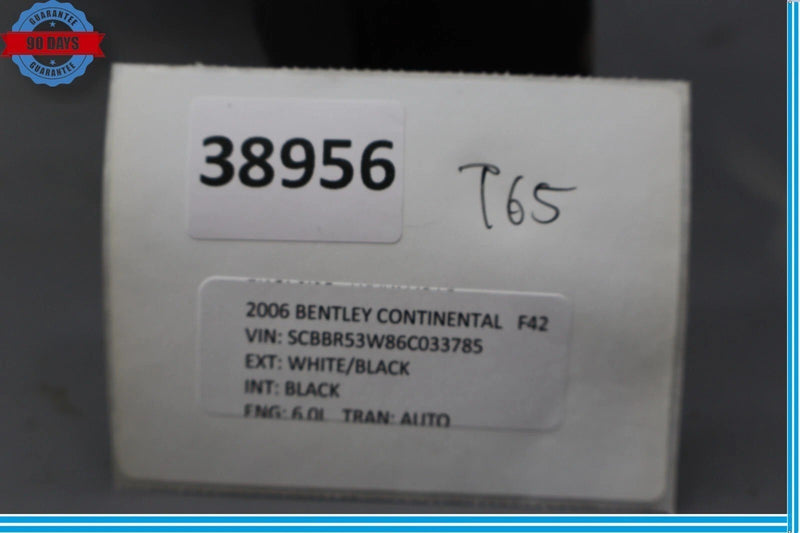 GUARANTEE
90 DAYS
GUARANTEE
38956
T65
2006 BENTLEY CONTINENTAL F42
VIN: SCBBR53W86C033785
EXT: WHITE/BLACK
INT: BLACK
ENG: 6.0L TRAN: AUTO